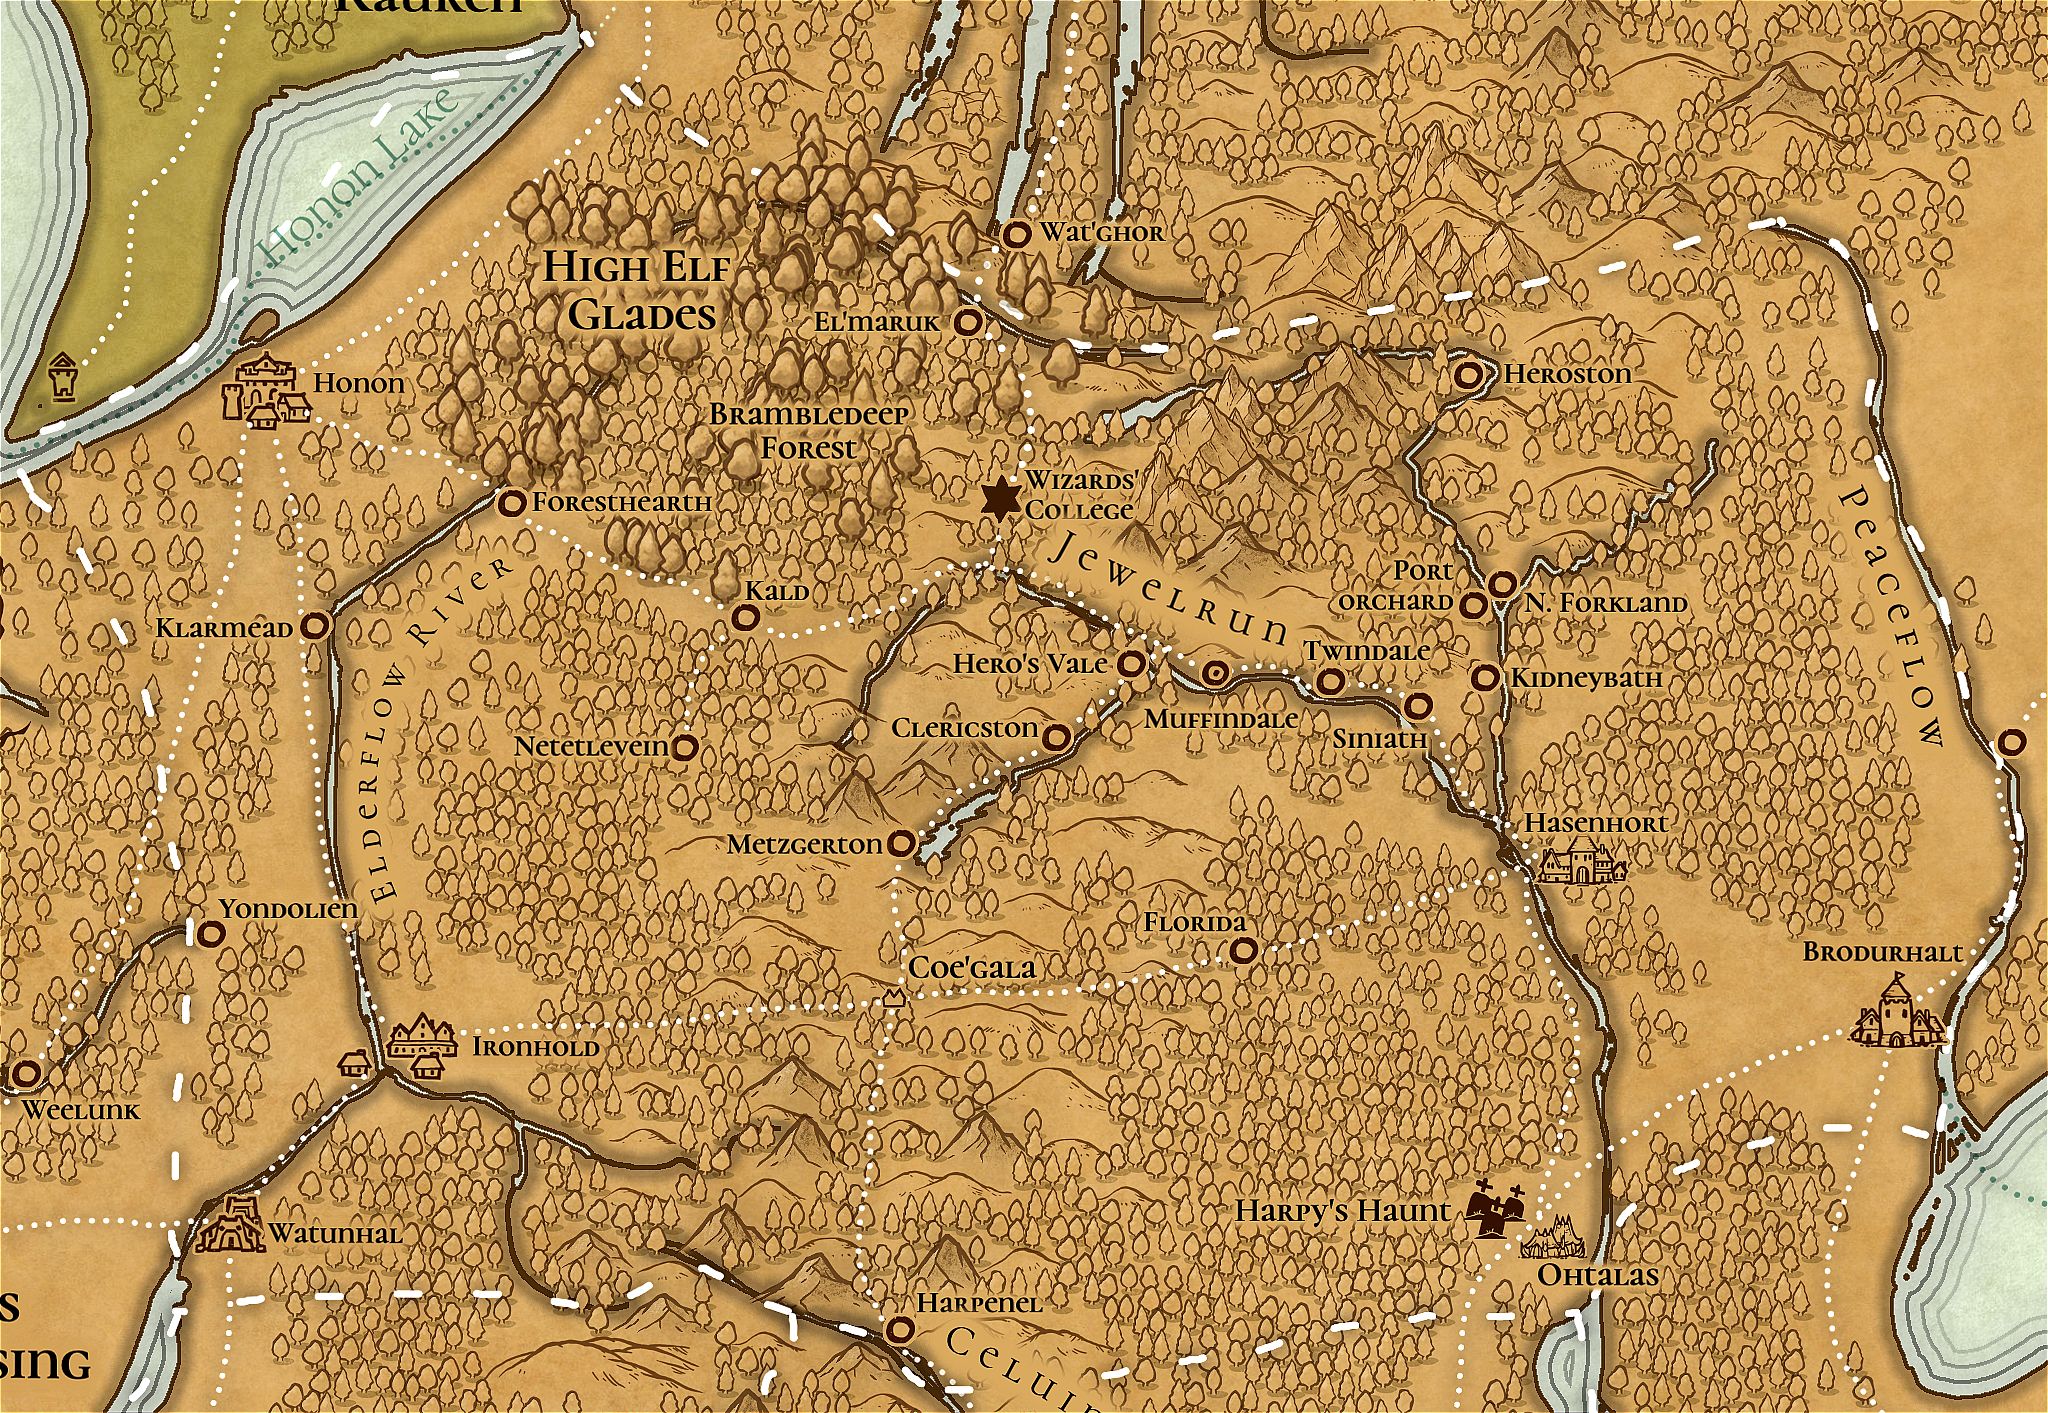 Rauken
Honon Lake
Wat'ghor
High Elf
Glades
El'maruk
Honon
Heroston
Brambledeep
Forest
Foresthearth
Wizards'
College
Peaceflow
Jewelrun
Elderflow River
Kald
Port
Orchard
N. Forkland
Klarmead
Hero's Vale
Twindale
Kidneybath
Muffindale
Clericston
Siniath
Netetlevein
Hasenhort
Metzgerton
Yondolien
Florida
Brodurhalt
Coe'gala
Ironhold
Weelunk
Harpy's Haunt
Watunhal
Ohtalas
Harpenel
s
sing